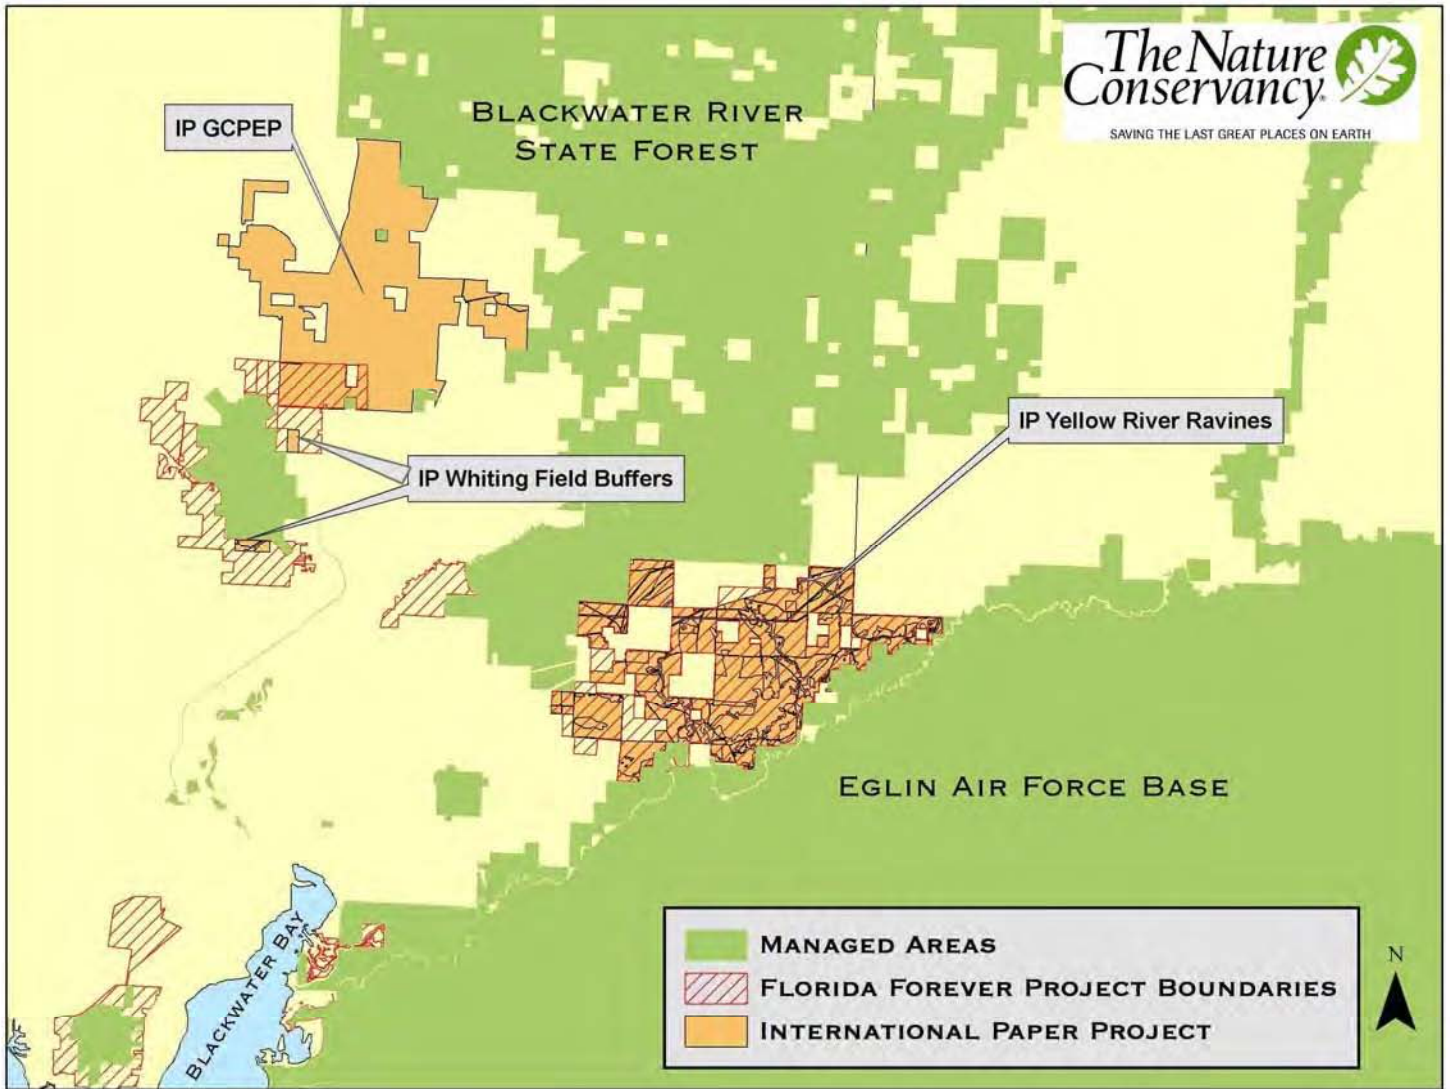 The Nature
Conservancy®
SAVING THE LAST GREAT PLACES ON EARTH
BLACKWATER RIVER
STATE FOREST
IP GCPEP
IP Yellow River Ravines
IP Whiting Field Buffers
EGLIN AIR FORCE BASE
BLACKWATER BAY
MANAGED AREAS
FLORIDA FOREVER PROJECT BOUNDARIES
INTERNATIONAL PAPER PROJECT
N